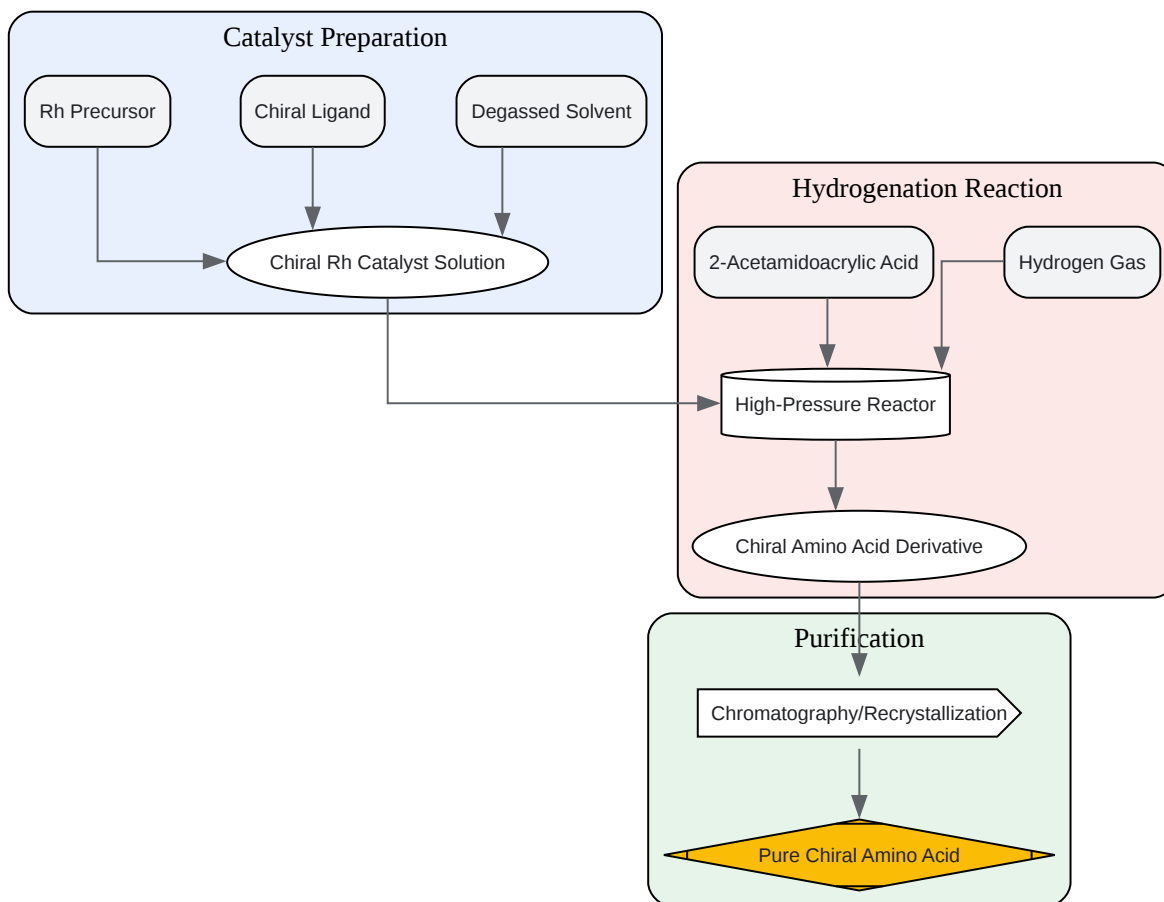 Catalyst Preparation
Rh Precursor
Chiral Ligand
Degassed Solvent
Chiral Rh Catalyst Solution
Hydrogenation Reaction
2-Acetamidoacrylic Acid
Hydrogen Gas
High-Pressure Reactor
Chiral Amino Acid Derivative
Purification
Chromatography/Recrystallization
Pure Chiral Amino Acid